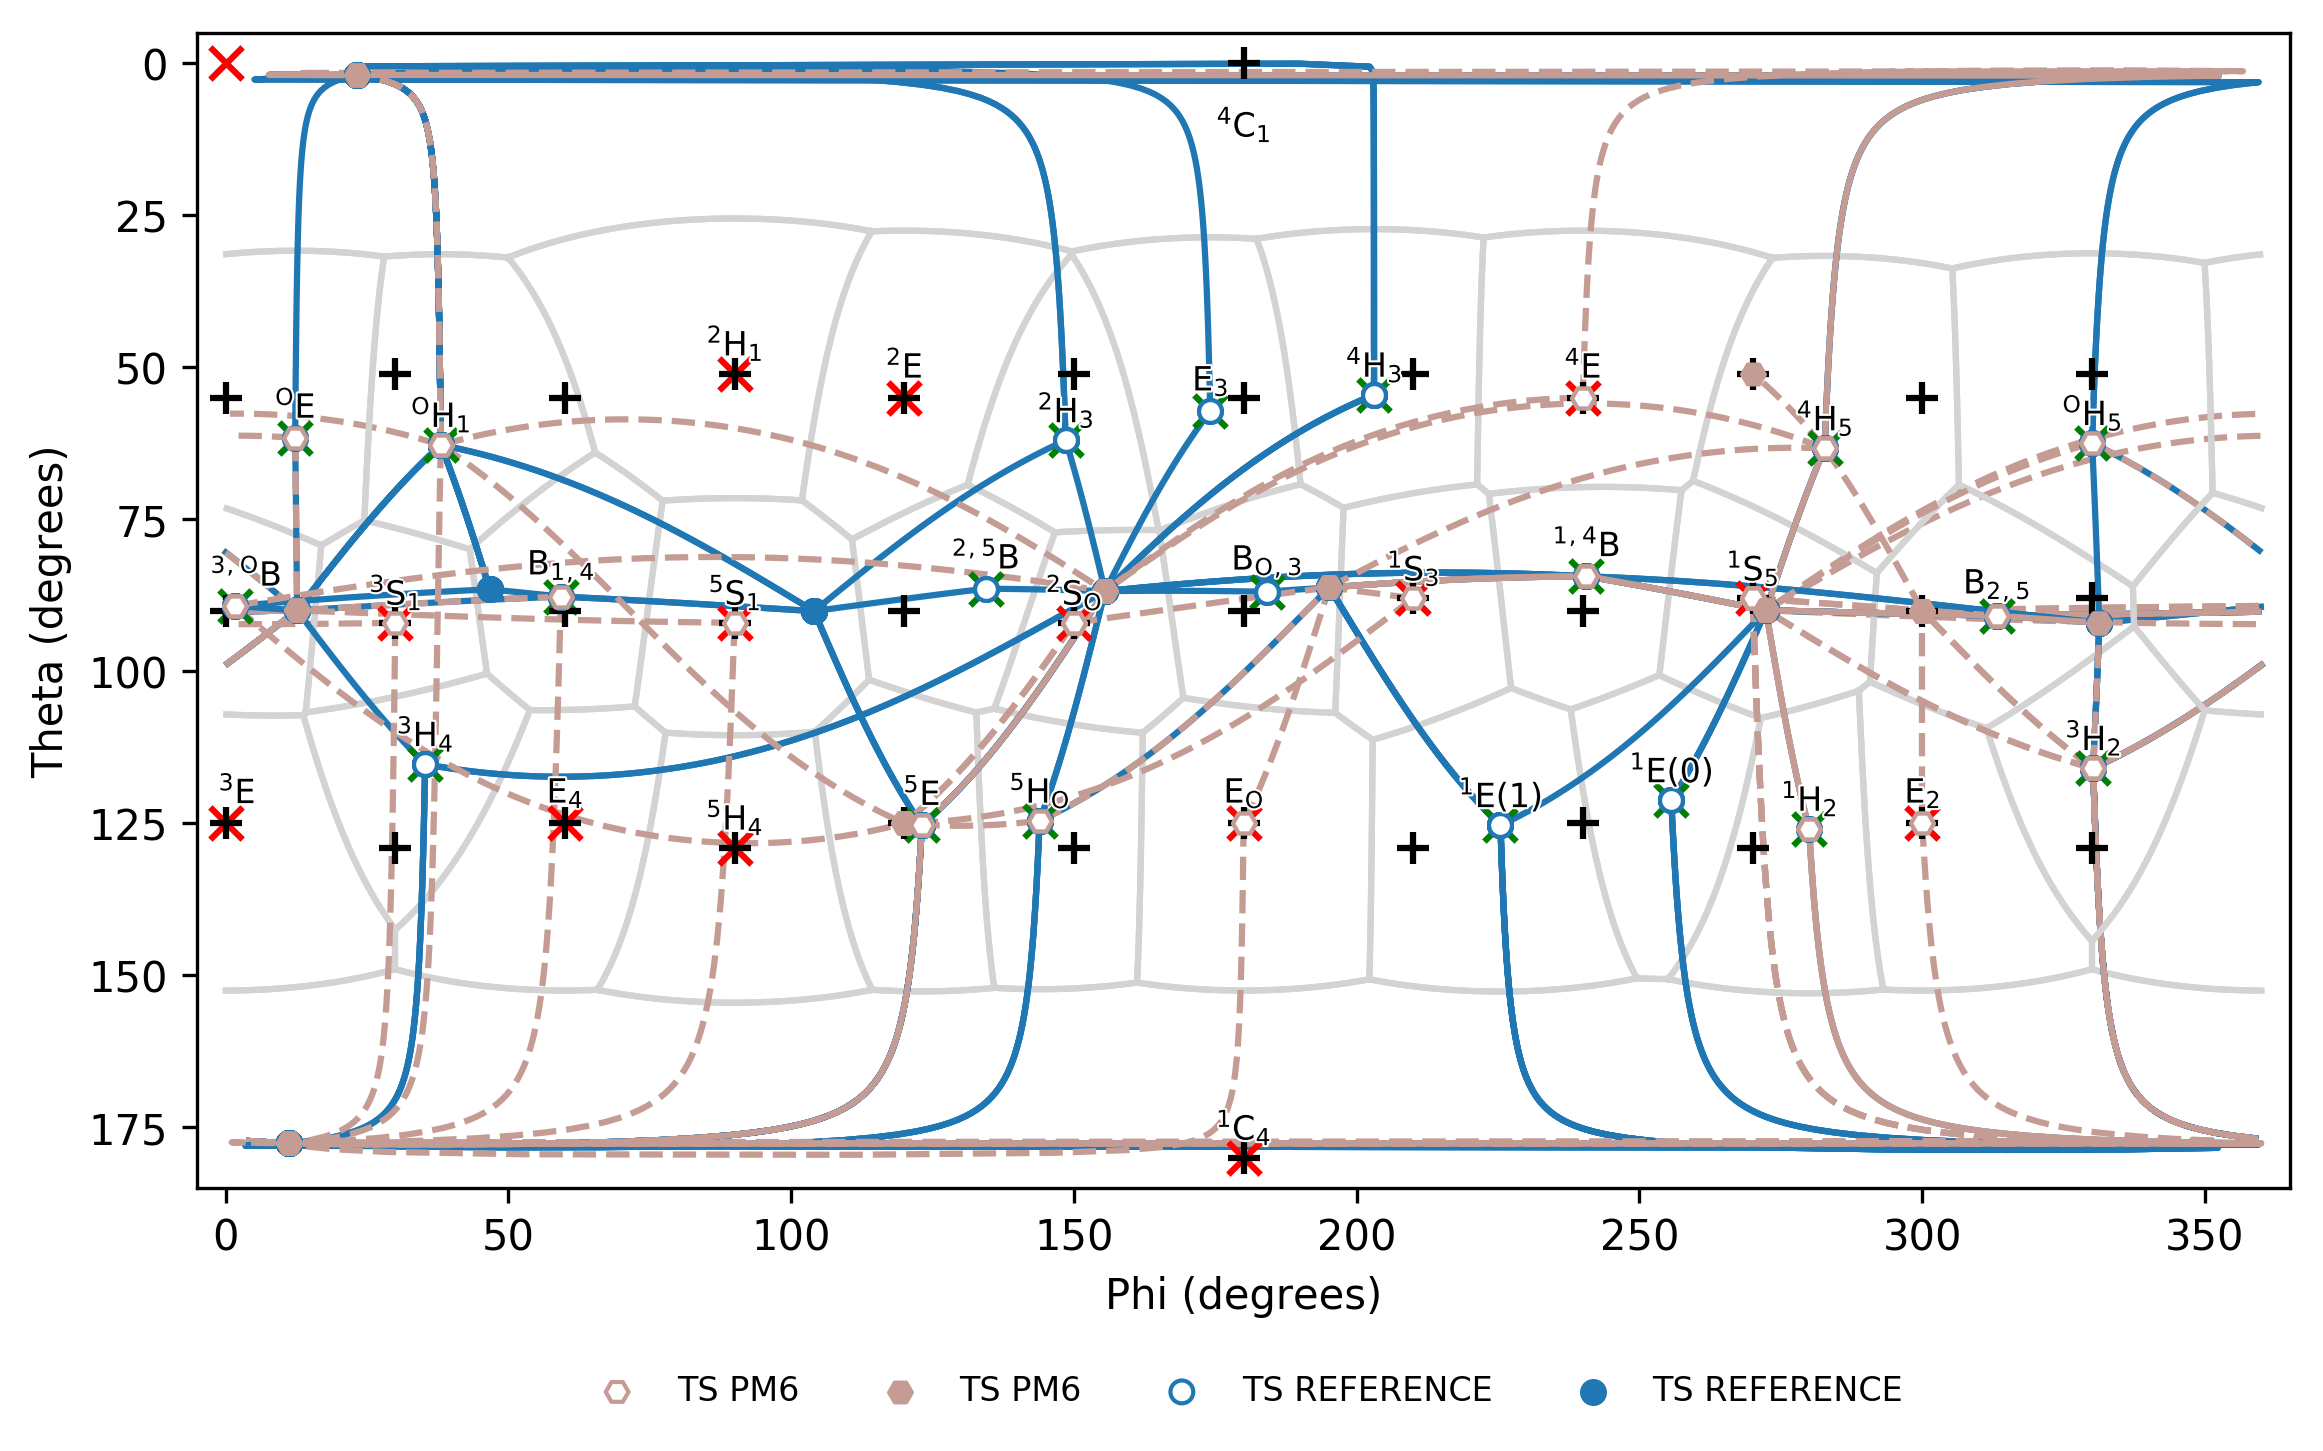 0
25
50
75
100
125
150
175
Theta (degrees)
⁴C₁
²H₁
²E
⁴E
E₃
⁴H₃
ᴼE
ᴼH₁
²H₃
⁴H₅
ᴼH₅
³,ᴼB
³S₁
B₁,₄
⁵S₁
²,⁵B
²Sₒ
Bₒ,₃
¹S₃
¹,⁴B
¹S₅
B₂,₅
³H₄
³H₂
³E
E₄
⁵H₄
⁵E
⁵Hₒ
Eₒ
¹E(1)
¹E(0)
¹H₂
E₂
¹C₄
0 50 100 150 200 250 300 350
Phi (degrees)
TS PM6 TS PM6 TS REFERENCE TS REFERENCE